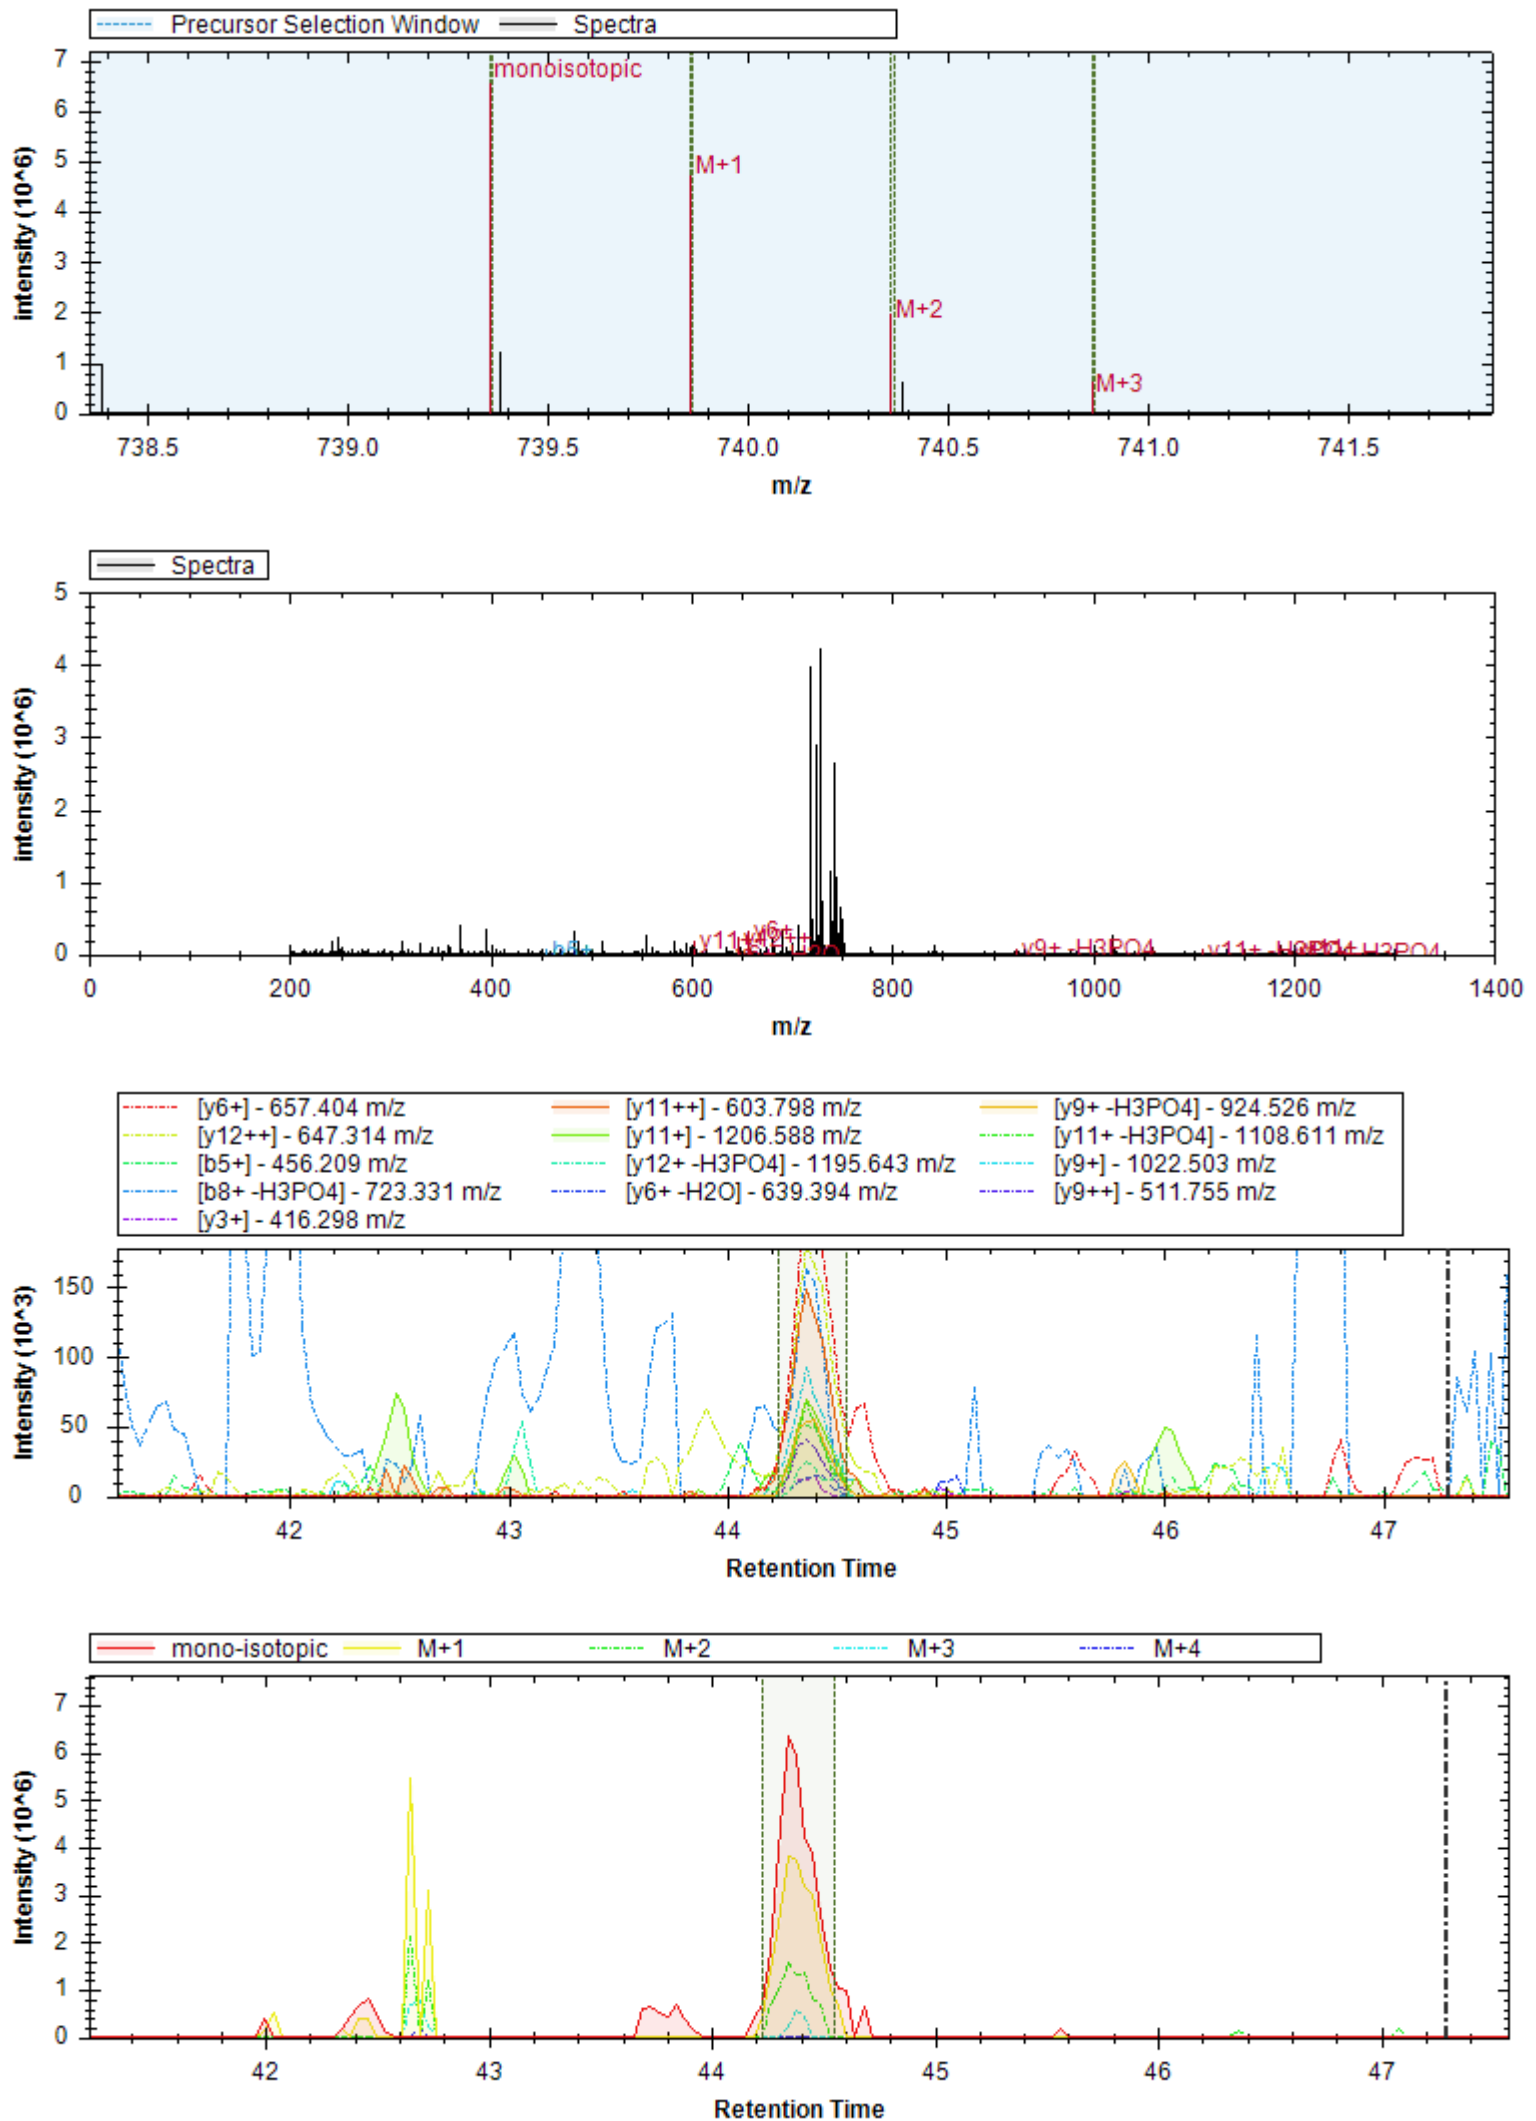 Precursor Selection Window Spectra
7
6
5
4
3
2
1
0
intensity (10^6)
monoisotopic
M+1
M+2
M+3
738.5 739.0 739.5 740.0 740.5 741.0 741.5
m/z
Spectra
5
4
3
2
1
0
intensity (10^6)
b5+
y6+
y9+ -H3PO4
0 200 400 600 800 1000 1200 1400
m/z
[y6+] - 657.404 m/z [y11++] - 603.798 m/z [y9+ -H3PO4] - 924.526 m/z
[y12++] - 647.314 m/z [y11+] - 1206.588 m/z [y11+ -H3PO4] - 1108.611 m/z
[b5+] - 456.209 m/z [y12+ -H3PO4] - 1195.643 m/z [y9+] - 1022.503 m/z
[b8+ -H3PO4] - 723.331 m/z [y6+ -H2O] - 639.394 m/z [y9++] - 511.755 m/z
[y3+] - 416.298 m/z
150
100
50
0
Intensity (10^3)
42 43 44 45 46 47
Retention Time
mono-isotopic M+1 M+2 M+3 M+4
7
6
5
4
3
2
1
0
Intensity (10^6)
42 43 44 45 46 47
Retention Time